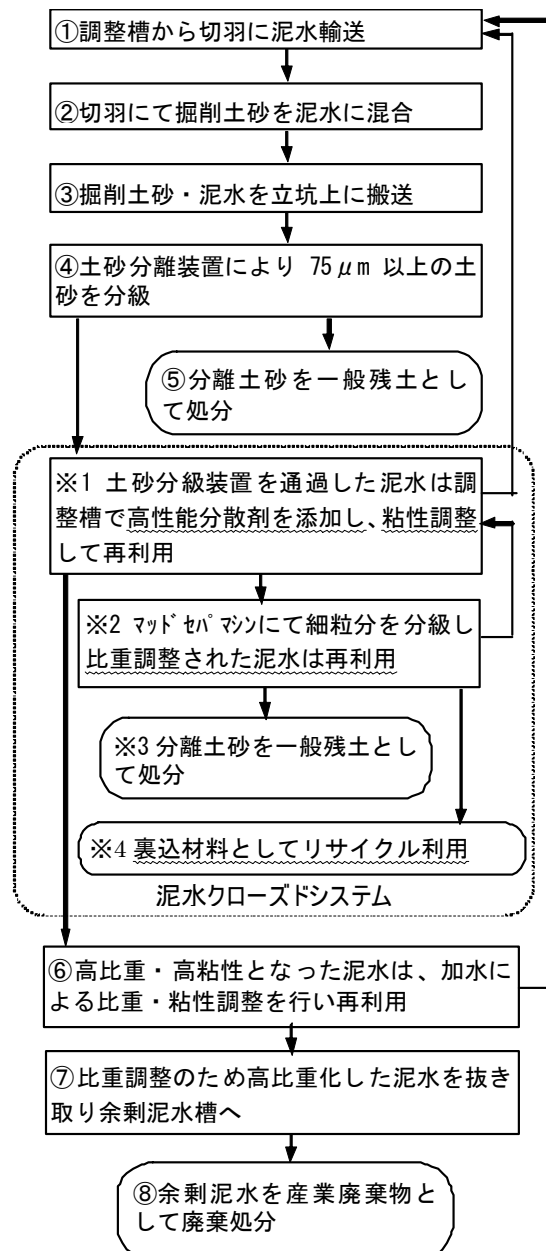 ①調整槽から切羽に泥水輸送
②切羽にて掘削土砂を泥水に混合
③掘削土砂・泥水を立坑上に搬送
④土砂分離装置により 75μm 以上の土
砂を分級
⑤分離土砂を一般残土とし
て処分
※1 土砂分級装置を通過した泥水は調
整槽で高性能分散剤を添加し、粘性調整
して再利用
※2 ﾏｯﾄﾞｾﾊﾟﾏｼﾝにて細粒分を分級し
比重調整された泥水は再利用
※3 分離土砂を一般残土とし
て処分
※4 裏込材料としてリサイクル利用
泥水クローズドシステム
⑥高比重・高粘性となった泥水は、加水に
よる比重・粘性調整を行い再利用
⑦比重調整のため高比重化した泥水を抜き
取り余剰泥水槽へ
⑧余剰泥水を産業廃棄物と
して廃棄処分